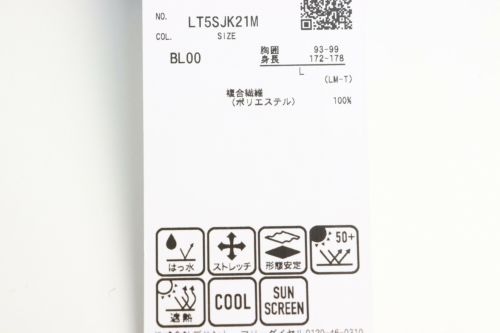 NO. LT5SJK21M
COL. SIZE
BL00 胸囲 93-99
身長 172-178
L
(LM-T)
複合繊維
(ポリエステル) 100%
はっ水 ストレッチ 形態安定 50+
遮熱 COOL SUN SCREEN